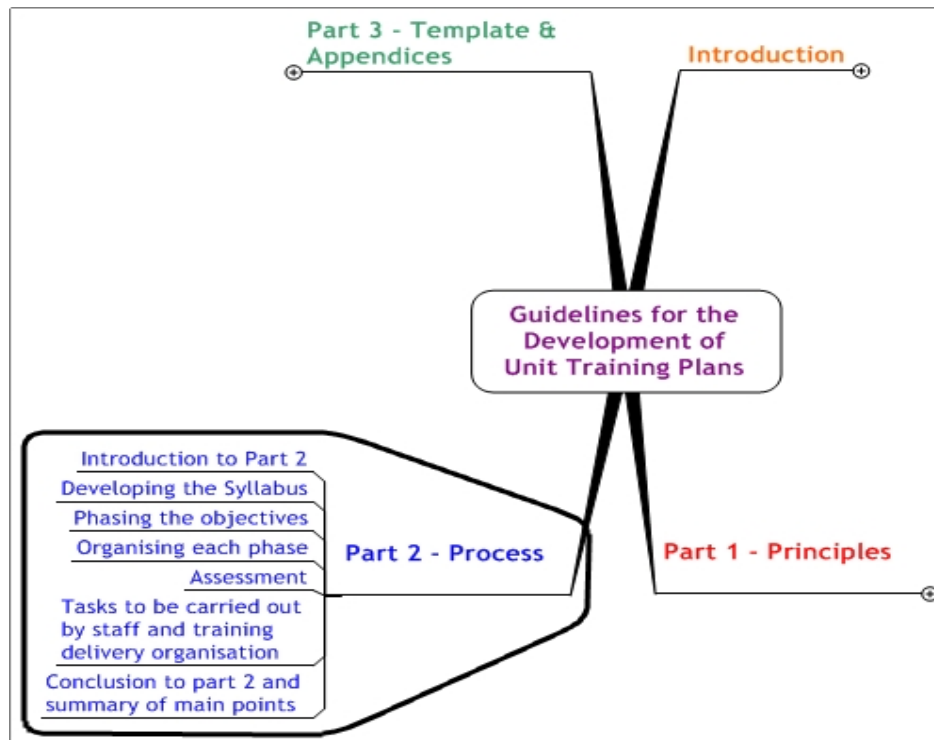 Part 3 - Template &
Appendices
Introduction
Guidelines for the
Development of
Unit Training Plans
Introduction to Part 2
Developing the Syllabus
Phasing the objectives
Organising each phase
Assessment
Tasks to be carried out
by staff and training
delivery organisation
Conclusion to part 2 and
summary of main points
Part 2 - Process
Part 1 - Principles